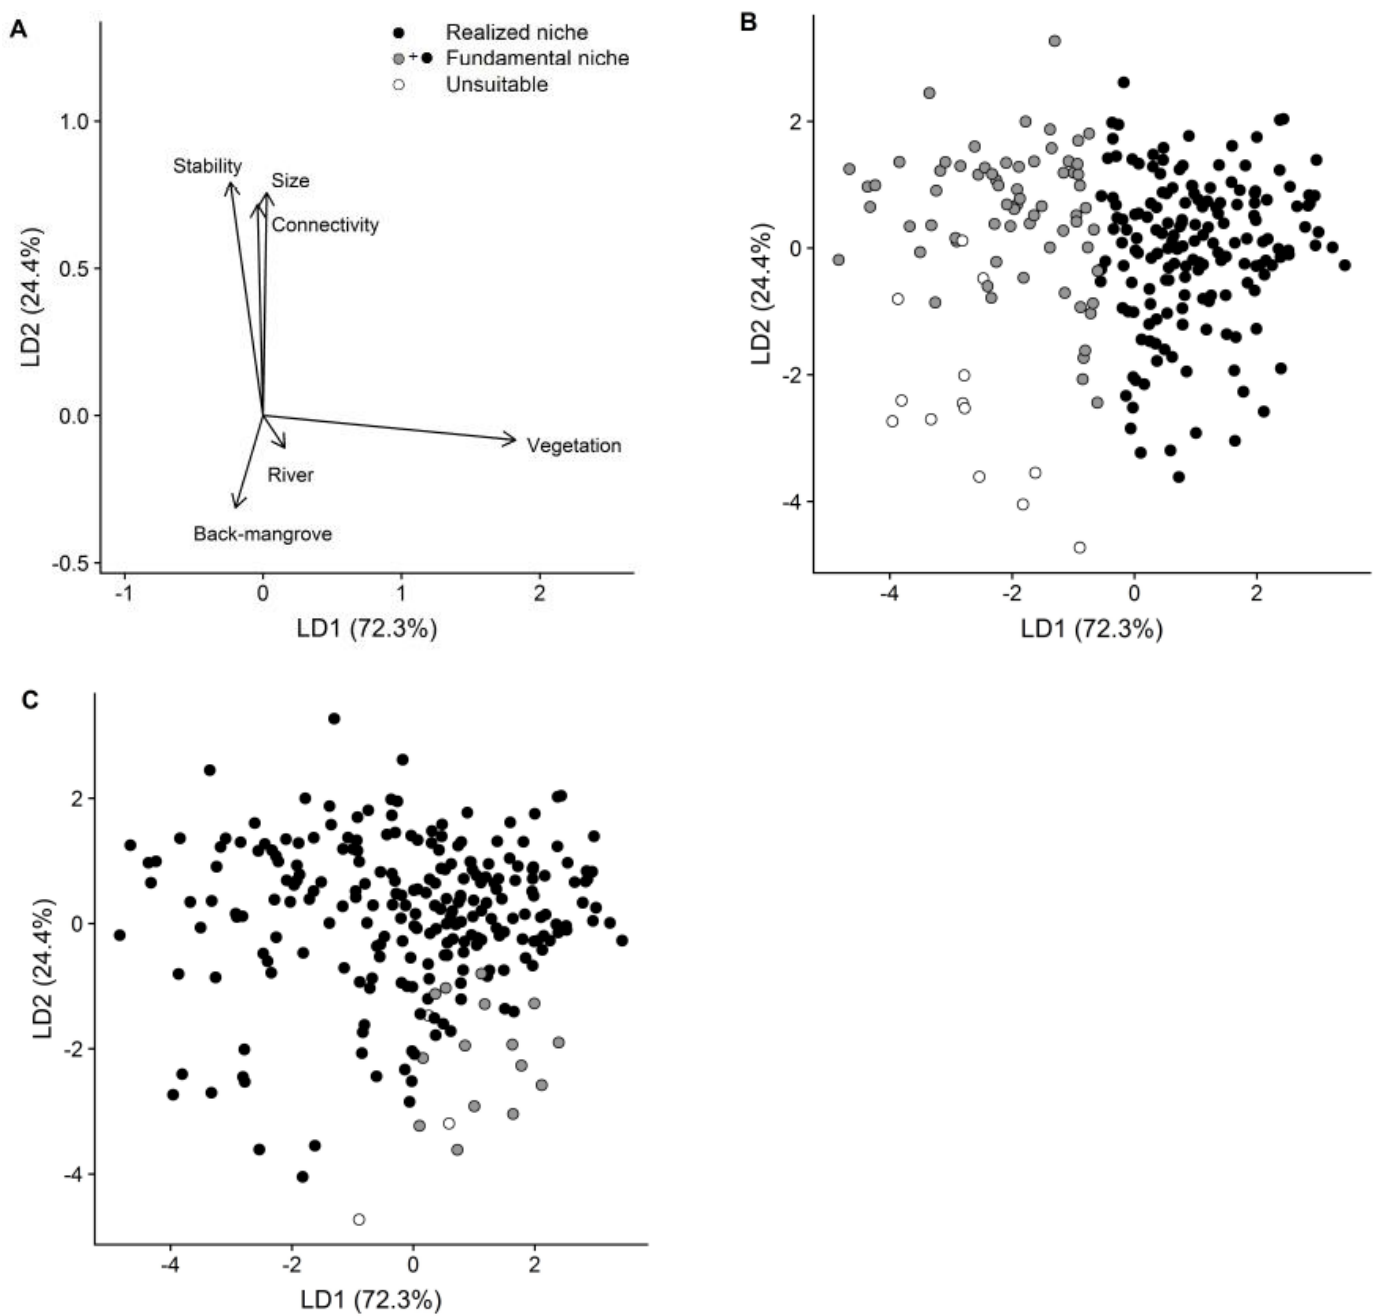 A
Realized niche
+ Fundamental niche
Unsuitable
1.0
0.5
0.0
-0.5
LD2 (24.4%)
Stability
Size
Connectivity
Vegetation
River
Back-mangrove
-1 0 1 2
LD1 (72.3%)
B
2
0
-2
-4
LD2 (24.4%)
-4 -2 0 2
LD1 (72.3%)
C
2
0
-2
-4
LD2 (24.4%)
-4 -2 0 2
LD1 (72.3%)